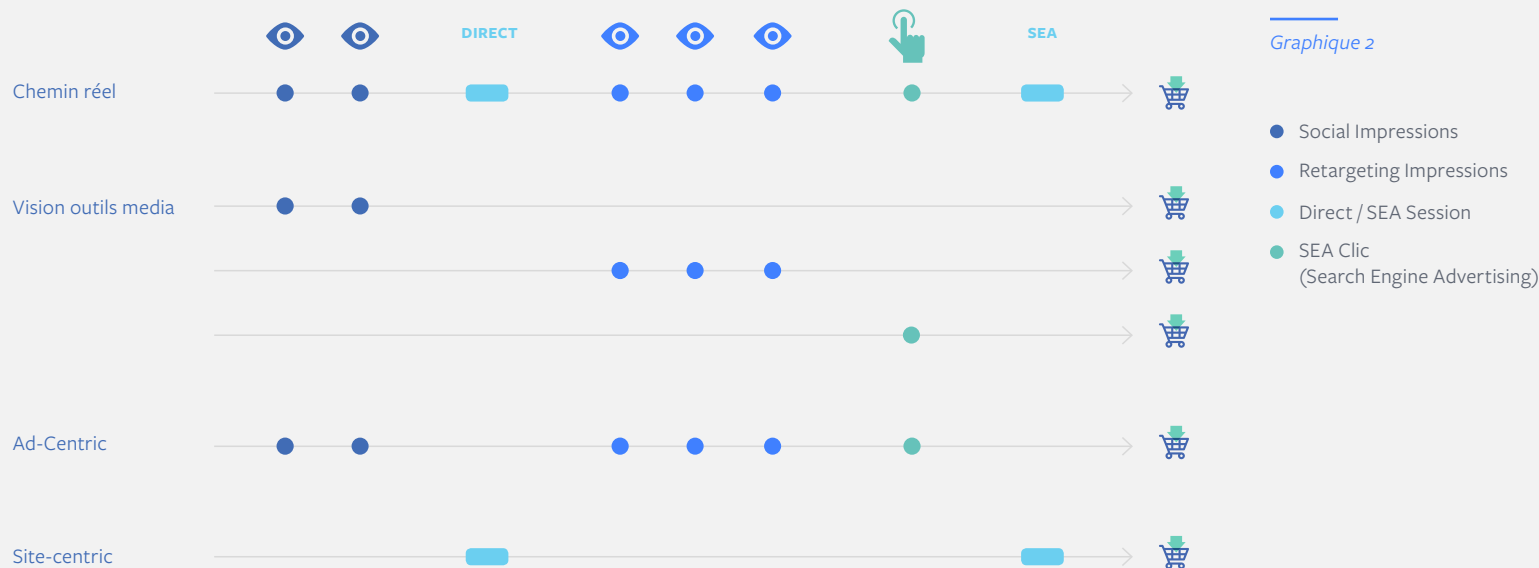 DIRECT
SEA
Graphique 2
Chemin réel
Social Impressions
Retargeting Impressions
Vision outils media
Direct / SEA Session
SEA Clic
(Search Engine Advertising)
Ad-Centric
Site-centric